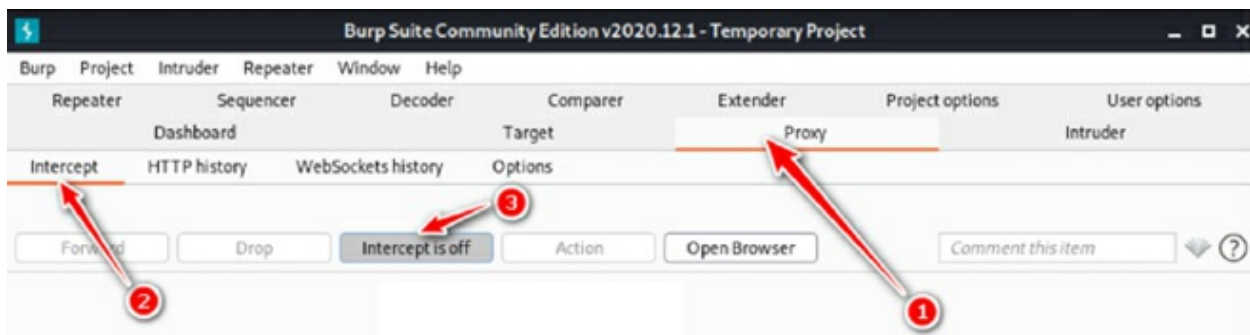 Burp Suite Community Edition v2020.12.1 - Temporary Project
Burp Project Intruder Repeater Window Help
Repeater Sequencer Decoder Comparer Extender Project options User options
Dashboard Target Proxy Intruder
Intercept HTTP history WebSockets history Options
3
Forward Drop Intercept is off Action Open Browser Comment this item ?
2
1